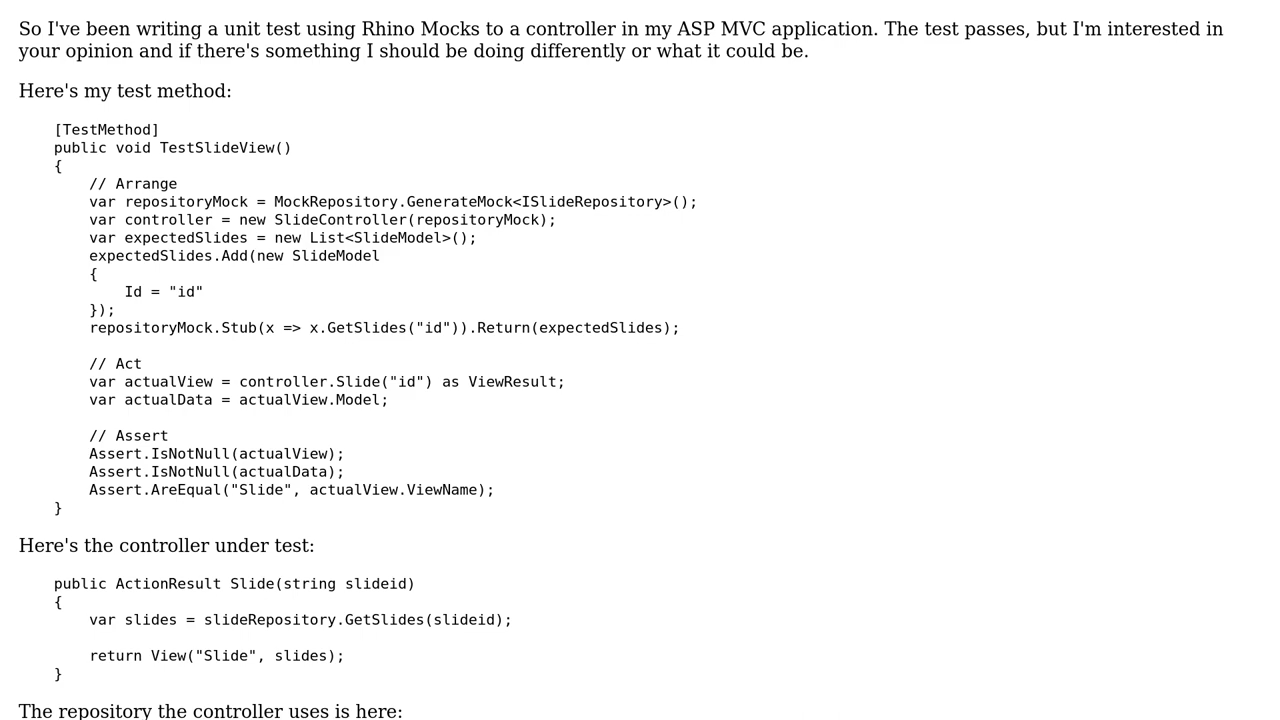 So I've been writing a unit test using Rhino Mocks to a controller in my ASP MVC application. The test passes, but I'm interested in
your opinion and if there's something I should be doing differently or what it could be.
Here's my test method:
[TestMethod]
public void TestSlideView()
{
// Arrange
var repositoryMock = MockRepository.GenerateMock<ISlideRepository>();
var controller = new SlideController(repositoryMock);
var expectedSlides = new List<SlideModel>();
expectedSlides.Add(new SlideModel
{
Id = "id"
});
repositoryMock.Stub(x => x.GetSlides("id")).Return(expectedSlides);
// Act
var actualView = controller.Slide("id") as ViewResult;
var actualData = actualView.Model;
// Assert
Assert.IsNotNull(actualView);
Assert.IsNotNull(actualData);
Assert.AreEqual("Slide", actualView.ViewName);
}
Here's the controller under test:
public ActionResult Slide(string slideid)
{
var slides = slideRepository.GetSlides(slideid);
return View("Slide", slides);
}
The repository the controller uses is here: